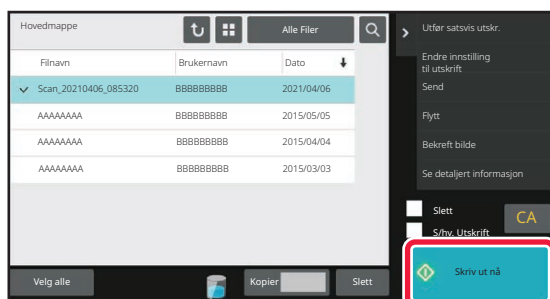 Hovedmappe
Alle Filer
Filnavn Brukernavn Dato
Scan_20210406_085320 BBBBBBBBB 2021/04/06
AAAAAAAA BBBBBBBBB 2015/05/05
AAAAAAAA BBBBBBBBB 2015/04/04
AAAAAAAA BBBBBBBBB 2015/03/03
Velg alle Kopier Slett
Utfør satsvis utskr.
Endre innstilling
til utskrift
Send
Flytt
Bekreft bilde
Se detaljert informasjon
Slett
S/hv. Utskrift
CA
Skriv ut nå